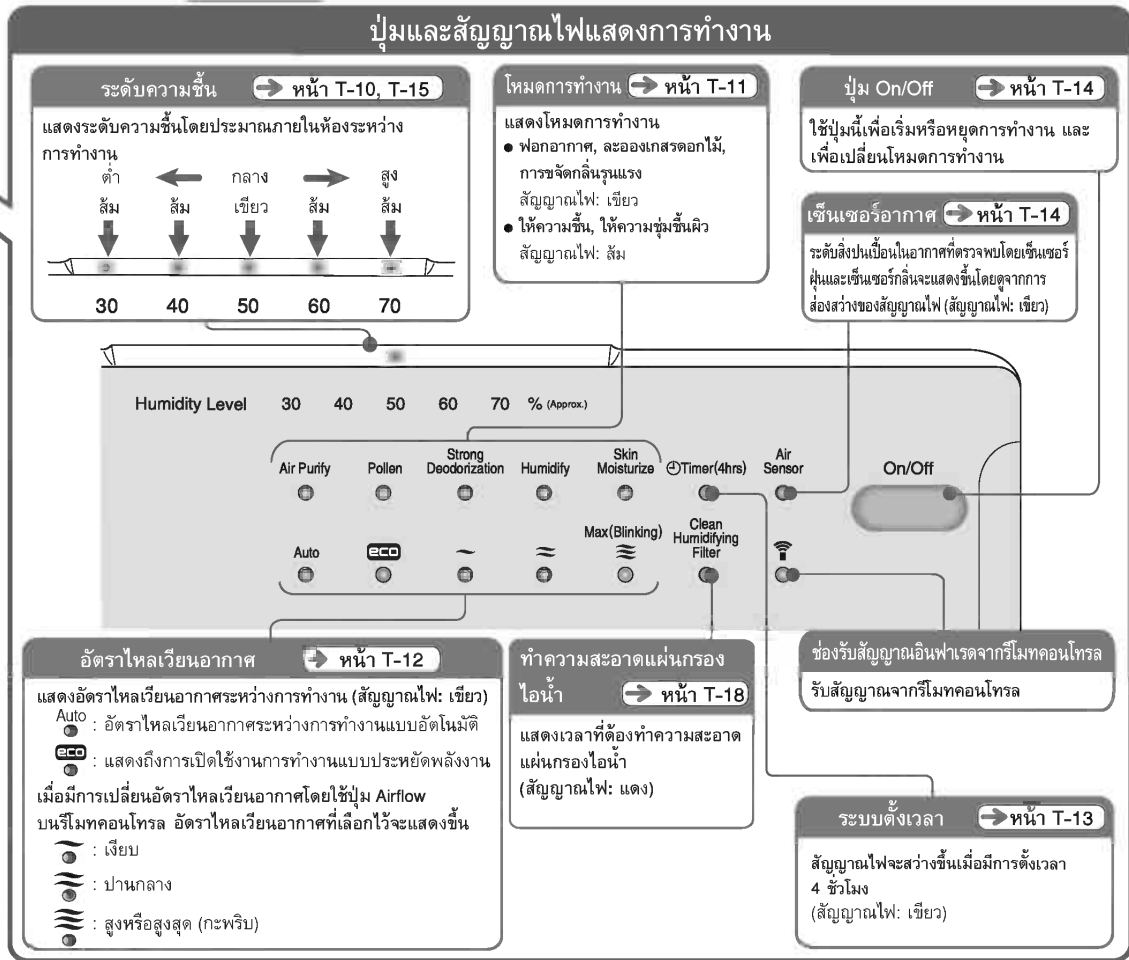 ปุ่มและสัญญาณไฟแสดงการทำงาน
ระดับความชื้น หน้า T-10, T-15
แสดงระดับความชื้นโดยประมาณภายในห้องระหว่าง
การทำงาน
ต่ำ กลาง สูง
ส้ม ส้ม เขียว ส้ม ส้ม
30 40 50 60 70
โหมดการทำงาน หน้า T-11
แสดงโหมดการทำงาน
● ฟอกอากาศ, ละอองเกสรดอกไม้,
การขจัดกลิ่นรุนแรง
สัญญาณไฟ: เขียว
● ให้ความชื้น, ให้ความชุ่มชื้นผิว
สัญญาณไฟ: ส้ม
ปุ่ม On/Off หน้า T-14
ใช้ปุ่มนี้เพื่อเริ่มหรือหยุดการทำงาน และ
เพื่อเปลี่ยนโหมดการทำงาน
เซ็นเซอร์อากาศ หน้า T-14
ระดับสิ่งปนเปื้อนในอากาศที่ตรวจพบโดยเซ็นเซอร์
ฝุ่นและเซ็นเซอร์กลิ่นจะแสดงขึ้นโดยดูจากการ
ส่องสว่างของสัญญาณไฟ (สัญญาณไฟ: เขียว)
Humidity Level 30 40 50 60 70 % (Approx.)
Air Purify
Pollen
Strong
Deodorization
Humidify
Skin
Moisturize
Timer(4hrs)
Air
Sensor
On/Off
Auto
eco
Max(Blinking)
Clean
Humidifying
Filter
อัตราไหลเวียนอากาศ หน้า T-12
แสดงอัตราไหลเวียนอากาศระหว่างการทำงาน (สัญญาณไฟ: เขียว)
Auto : อัตราไหลเวียนอากาศระหว่างการทำงานแบบอัตโนมัติ
eco : แสดงถึงการเปิดใช้งานการทำงานแบบประหยัดพลังงาน
เมื่อมีการเปลี่ยนอัตราไหลเวียนอากาศโดยใช้ปุ่ม Airflow
บนรีโมทคอนโทรล อัตราไหลเวียนอากาศที่เลือกไว้จะแสดงขึ้น
: เงียบ
: ปานกลาง
: สูงหรือสูงสุด (กะพริบ)
ทำความสะอาดแผ่นกรอง
ไอน้ำ หน้า T-18
แสดงเวลาที่ต้องทำความสะอาด
แผ่นกรองไอน้ำ
(สัญญาณไฟ: แดง)
ช่องรับสัญญาณอินฟาเรดจากรีโมทคอนโทรล
รับสัญญาณจากรีโมทคอนโทรล
ระบบตั้งเวลา หน้า T-13
สัญญาณไฟจะสว่างขึ้นเมื่อมีการตั้งเวลา
4 ชั่วโมง
(สัญญาณไฟ: เขียว)